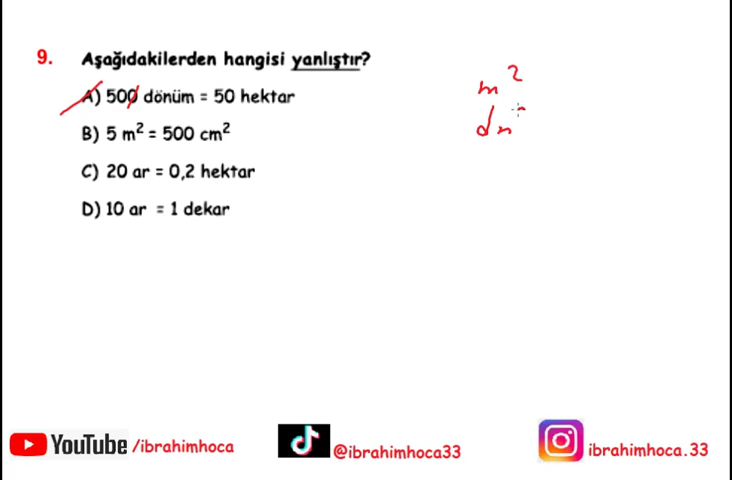 9. Aşağıdakilerden hangisi yanlıştır?
A) 500 dönüm = 50 hektar
m²
B) 5 m² = 500 cm²
dm
C) 20 ar = 0,2 hektar
D) 10 ar = 1 dekar
YouTube /ibrahimhoca
@ibrahimhoca33
ibrahimhoca.33